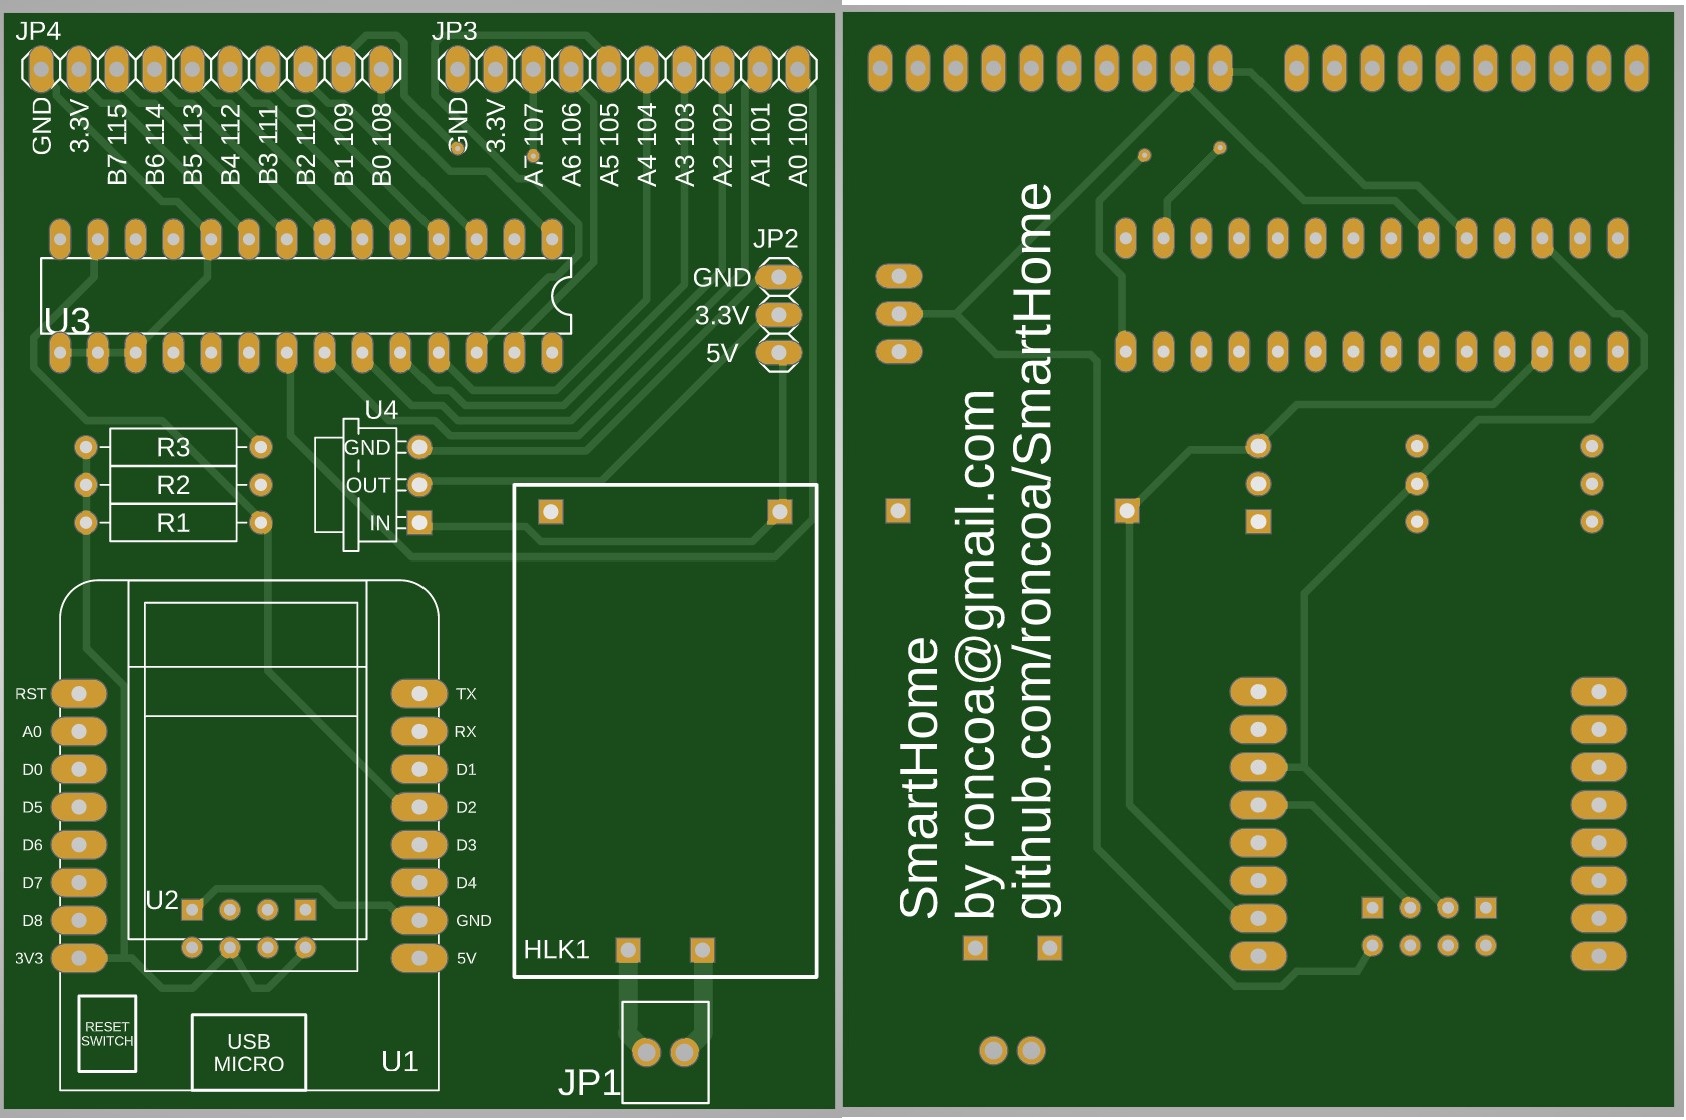 JP4
JP3
GND
3.3V
B7 115
B6 114
B5 113
B4 112
B3 111
B2 110
B1 109
B0 108
GND
3.3V
A7 107
A6 106
A5 105
A4 104
A3 103
A2 102
A1 101
A0 100
JP2
GND
3.3V
5V
U3
U4
GND
OUT
IN
R3
R2
R1
RST
A0
D0
D5
D6
D7
D8
3V3
TX
RX
D1
D2
D3
D4
GND
5V
U2
HLK1
RESET
SWITCH
USB
MICRO
U1
JP1
SmartHome
by roncoa@gmail.com
github.com/roncoa/SmartHome